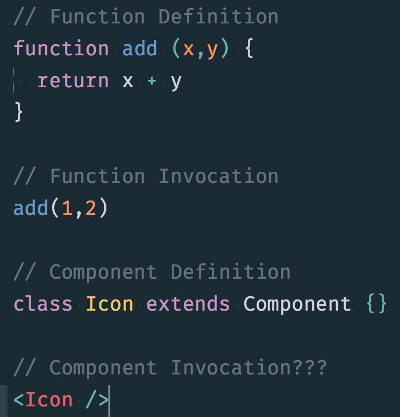 // Function Definition
function add (x,y) {
  return x + y
}
// Function Invocation
add(1,2)
// Component Definition
class Icon extends Component {}
// Component Invocation???
<Icon />